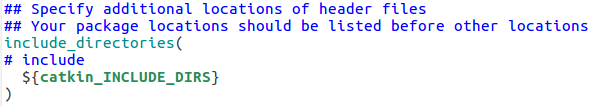 ## Specify additional locations of header files
## Your package locations should be listed before other locations
include_directories(
# include
  ${catkin_INCLUDE_DIRS}
)